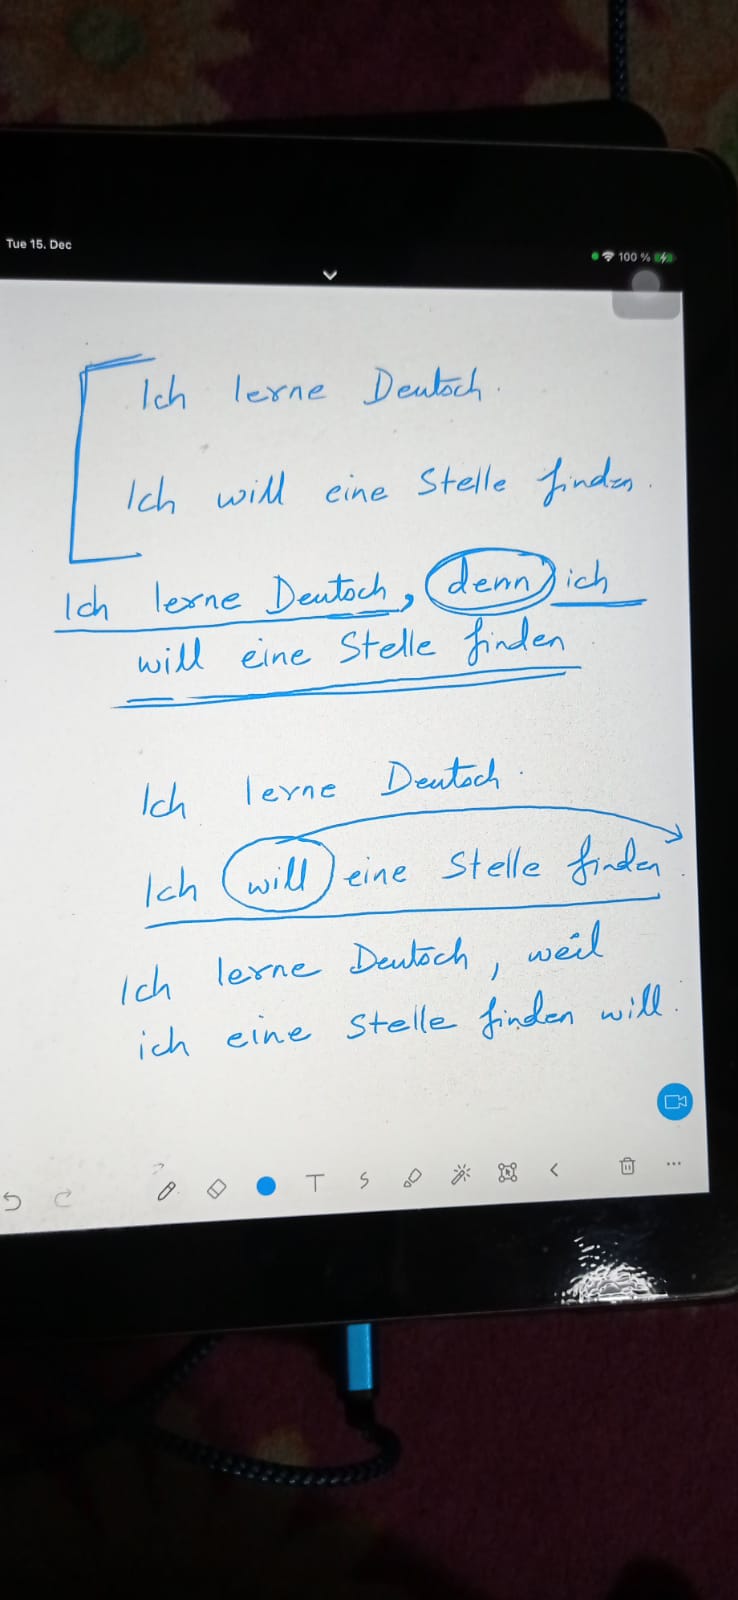 Tue 15. Dec
100 %
Ich lerne Deutsch.
Ich will eine Stelle finden.
Ich lerne Deutsch, denn ich
will eine Stelle finden
Ich lerne Deutsch.
Ich will eine Stelle finden.
Ich lerne Deutsch, weil
ich eine Stelle finden will.
T